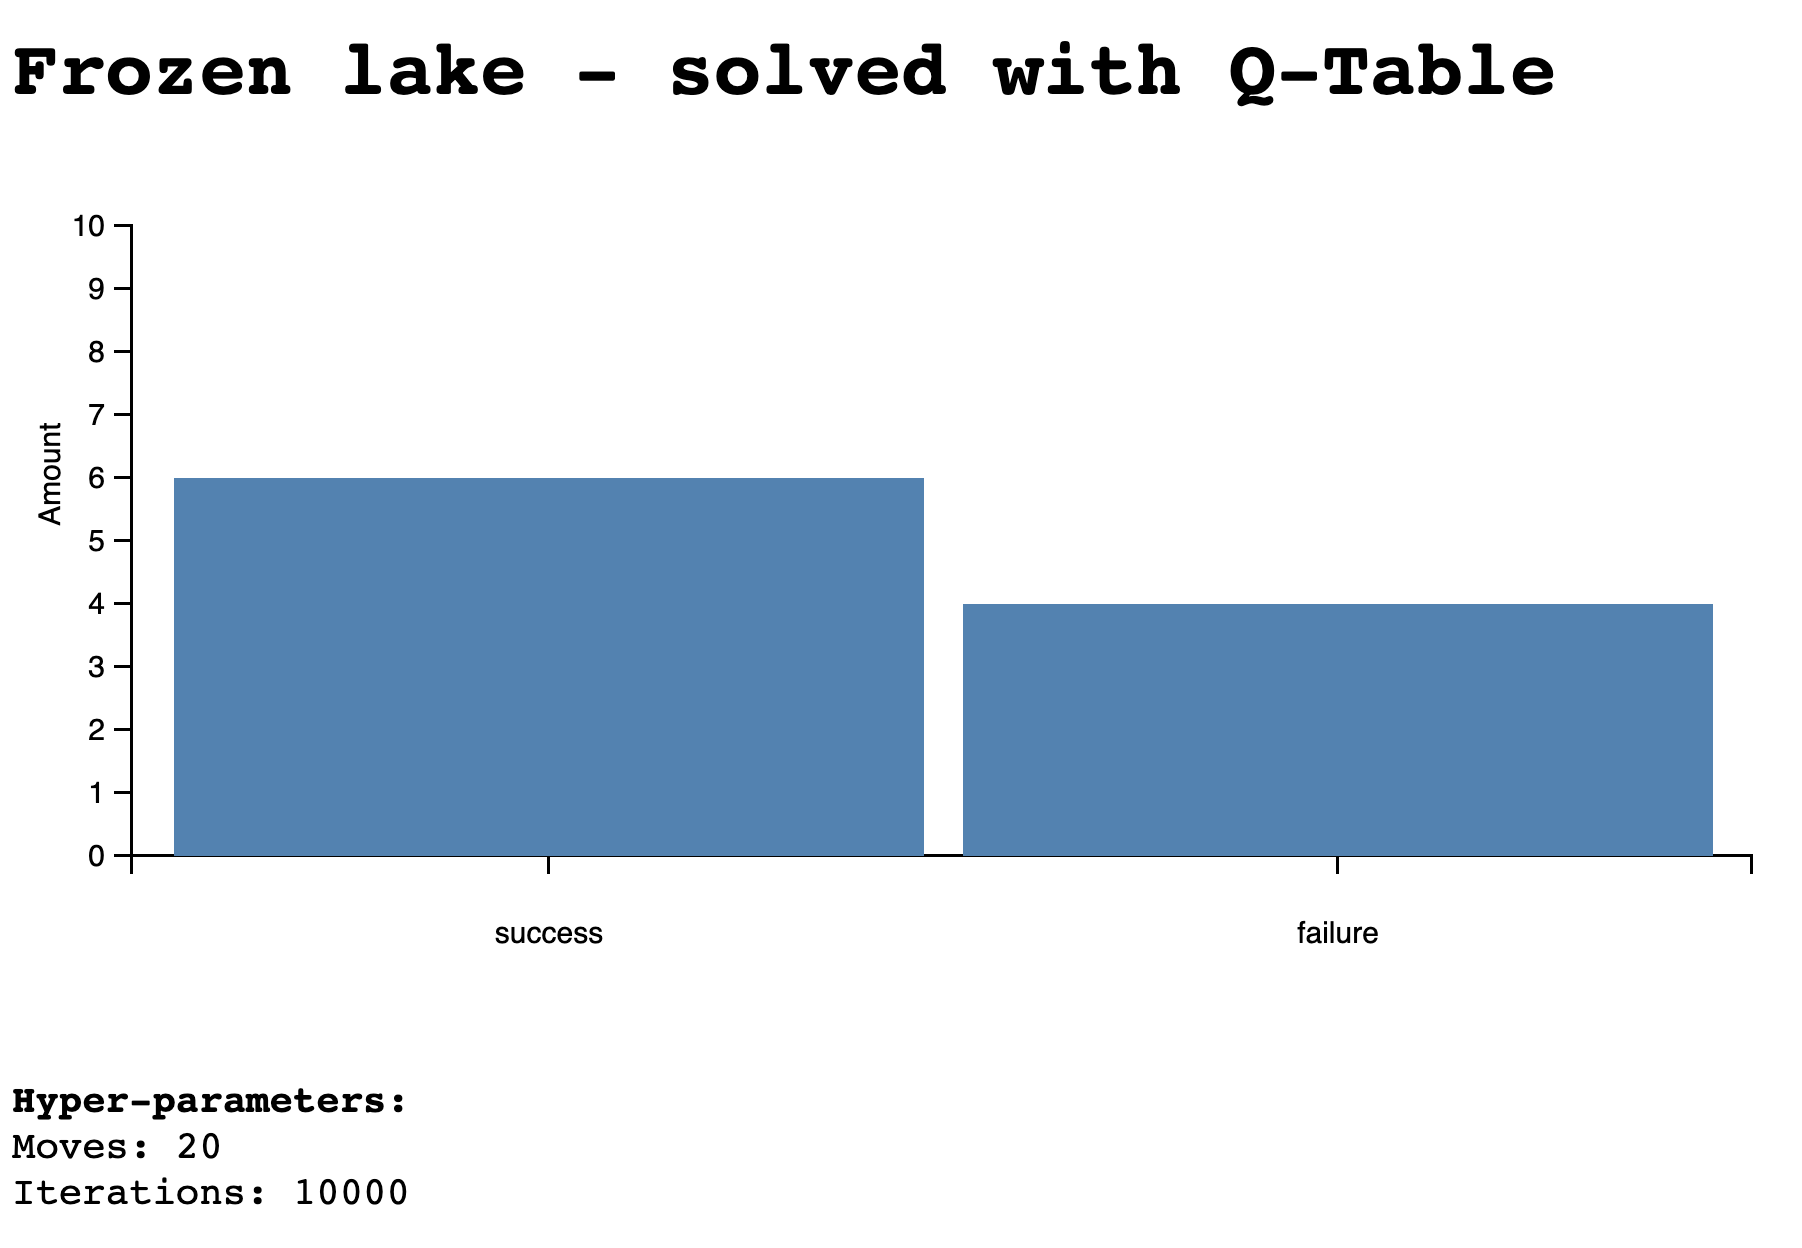 Frozen lake - solved with Q-Table
10
9
8
7
6
5
4
3
2
1
0
Amount
success failure
Hyper-parameters:
Moves: 20
Iterations: 10000